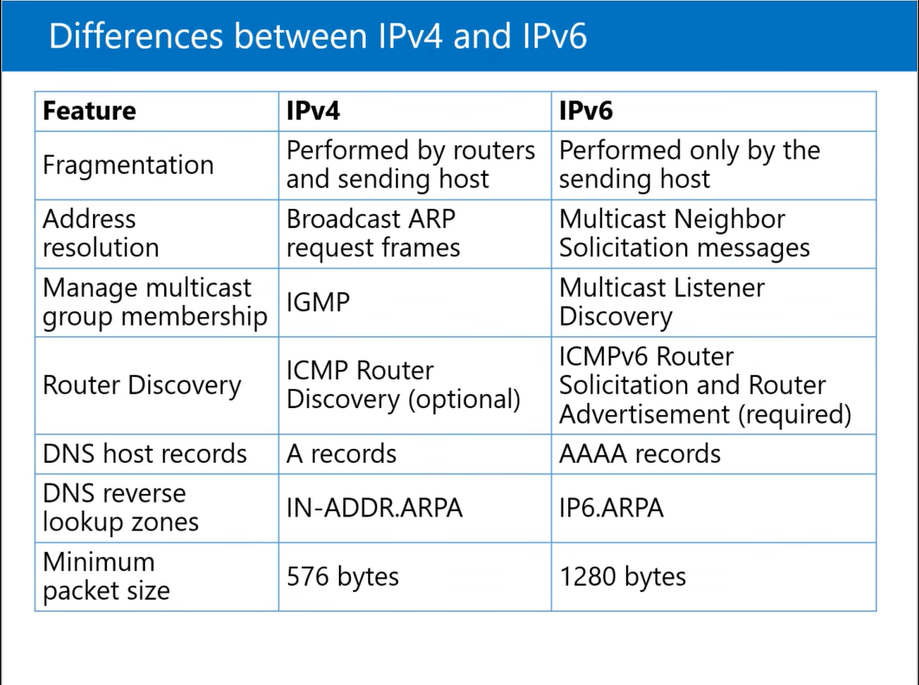 Differences between IPv4 and IPv6
Feature IPv4 IPv6
Fragmentation
Performed by routers
and sending host
Performed only by the
sending host
Address
resolution
Broadcast ARP
request frames
Multicast Neighbor
Solicitation messages
Manage multicast
group membership
IGMP
Multicast Listener
Discovery
Router Discovery
ICMP Router
Discovery (optional)
ICMPv6 Router
Solicitation and Router
Advertisement (required)
DNS host records
A records
AAAA records
DNS reverse
lookup zones
IN-ADDR.ARPA
IP6.ARPA
Minimum
packet size
576 bytes
1280 bytes